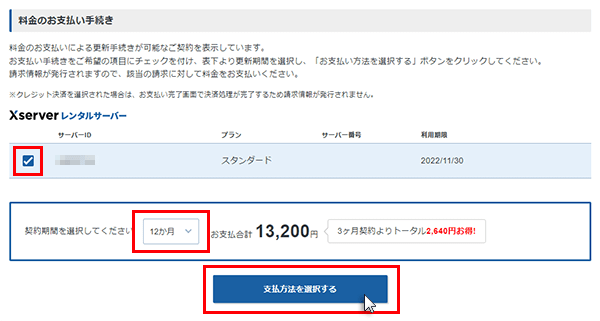 料金のお支払い手続き
料金のお支払いによる更新手続きが可能なご契約を表示しています。
お支払い手続きをご希望の項目にチェックを付け、表下より更新期間を選択し、「お支払い方法を選択する」ボタンをクリックしてください。
請求情報が発行されますので、該当の請求に対して料金をお支払いください。
※クレジット決済を選択された場合は、お支払い完了画面で決済処理が完了するため請求情報が発行されません。
Xserver レンタルサーバー
サーバーID プラン サーバー番号 利用期限
スタンダード 2022/11/30
契約期間を選択してください 12か月 お支払合計 13,200円 3ヶ月契約よりトータル2,640円お得!
支払方法を選択する